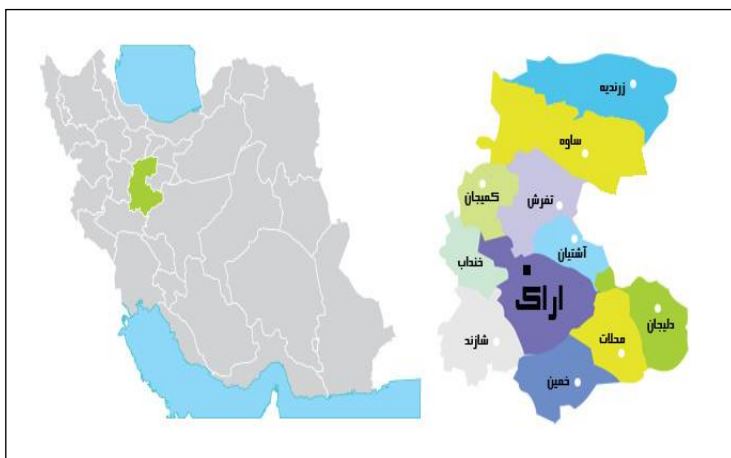 زرندیه
ساوه
کمیجان
تفرش
آشتیان
خنداب
اراک
دلیجان
محلات
شازند
خمین